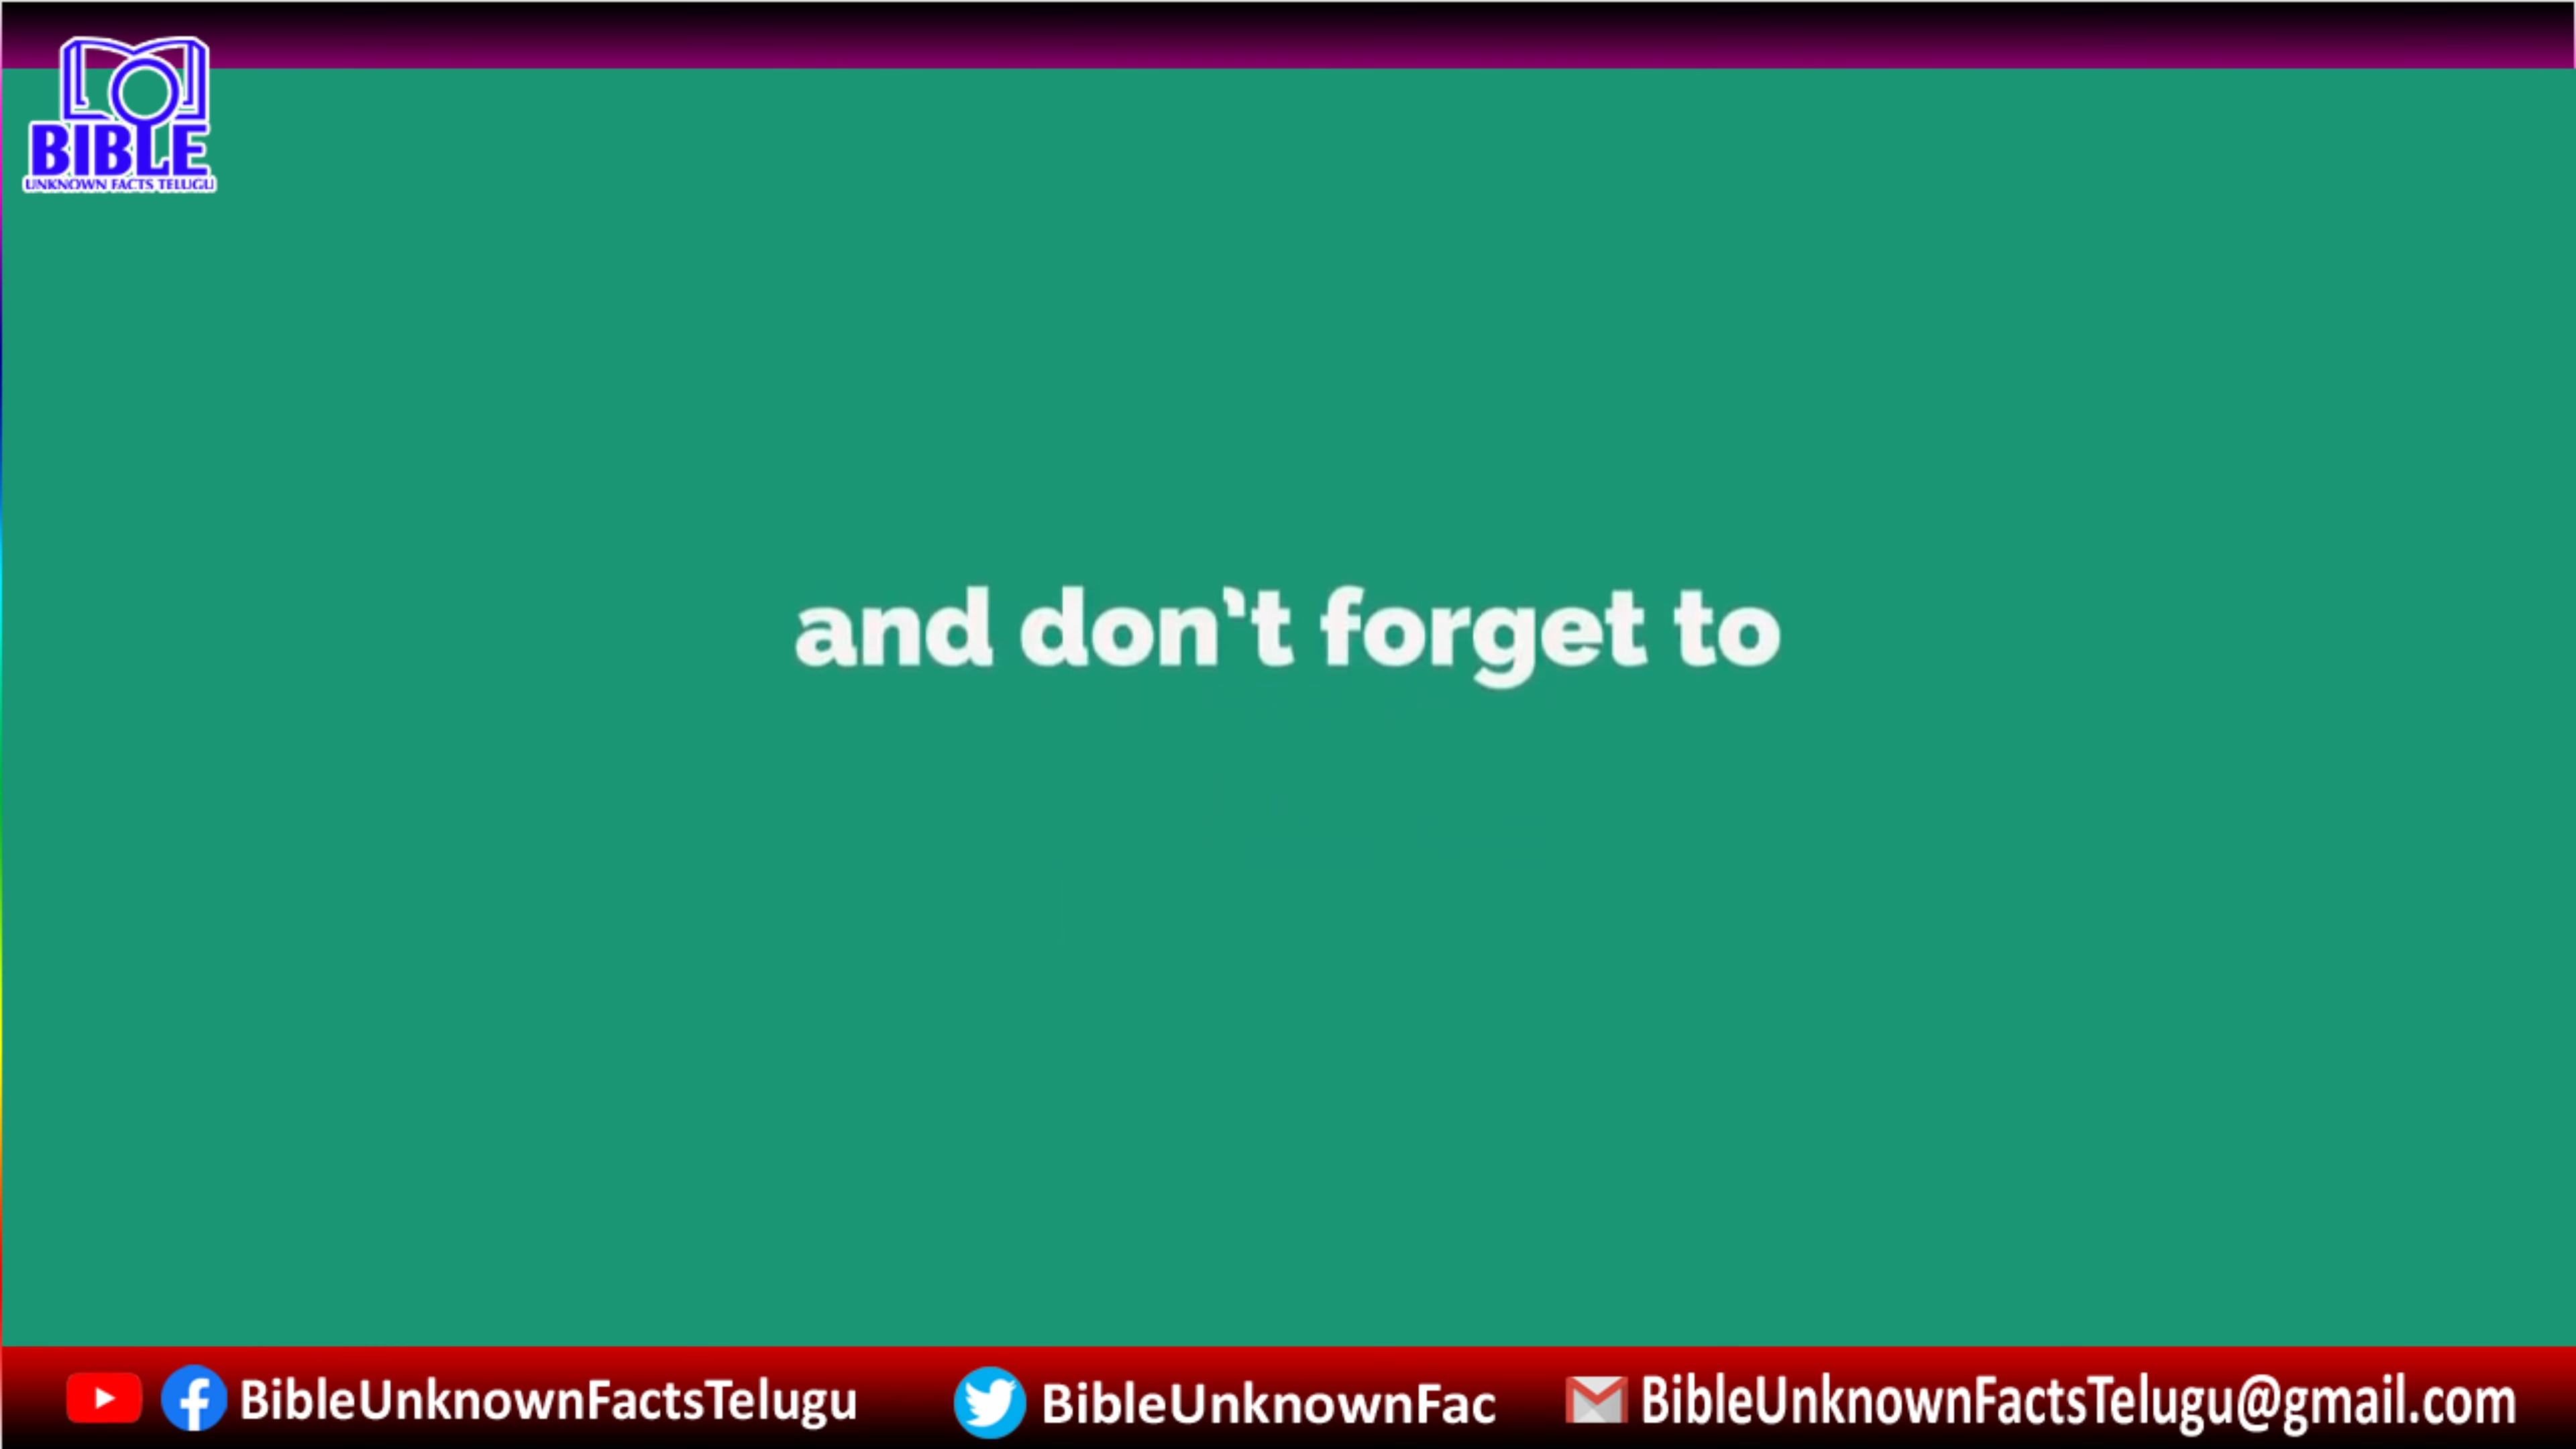 BIBLE
UNKNOWN FACTS TELUGU
and don't forget to
BibleUnknownFactsTelugu
BibleUnknownFac
BibleUnknownFactsTelugu@gmail.com